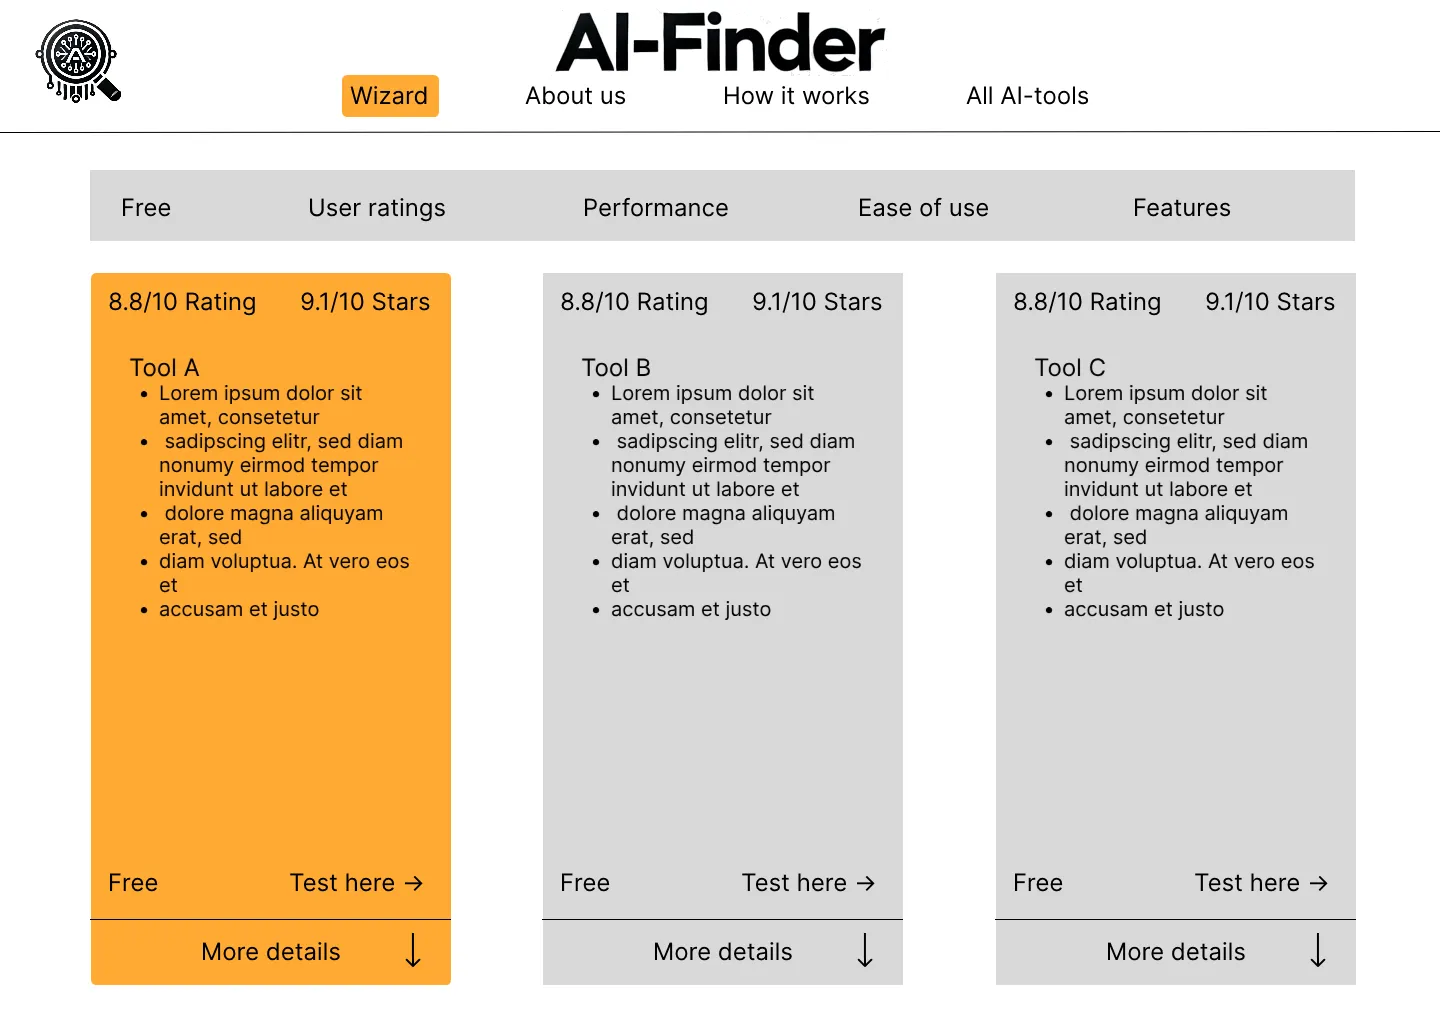 AI-Finder
Wizard About us How it works All AI-tools
Free User ratings Performance Ease of use Features
8.8/10 Rating 9.1/10 Stars
Tool A
• Lorem ipsum dolor sit
amet, consetetur
• sadipscing elitr, sed diam
nonumy eirmod tempor
invidunt ut labore et
• dolore magna aliquyam
erat, sed
• diam voluptua. At vero eos
et
• accusam et justo
Free Test here →
More details ↓
8.8/10 Rating 9.1/10 Stars
Tool B
• Lorem ipsum dolor sit
amet, consetetur
• sadipscing elitr, sed diam
nonumy eirmod tempor
invidunt ut labore et
• dolore magna aliquyam
erat, sed
• diam voluptua. At vero eos
et
• accusam et justo
Free Test here →
More details ↓
8.8/10 Rating 9.1/10 Stars
Tool C
• Lorem ipsum dolor sit
amet, consetetur
• sadipscing elitr, sed diam
nonumy eirmod tempor
invidunt ut labore et
• dolore magna aliquyam
erat, sed
• diam voluptua. At vero eos
et
• accusam et justo
Free Test here →
More details ↓